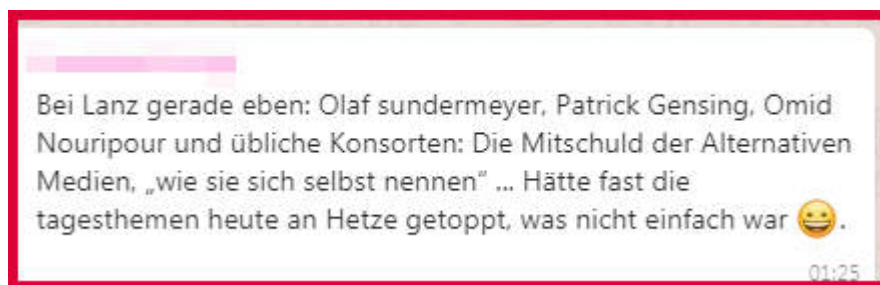 Bei Lanz gerade eben: Olaf sundermeyer, Patrick Gensing, Omid
Nouripour und übliche Konsorten: Die Mitschuld der Alternativen
Medien, „wie sie sich selbst nennen“ ... Hätte fast die
tagesthemen heute an Hetze getoppt, was nicht einfach war 😀.
01:25